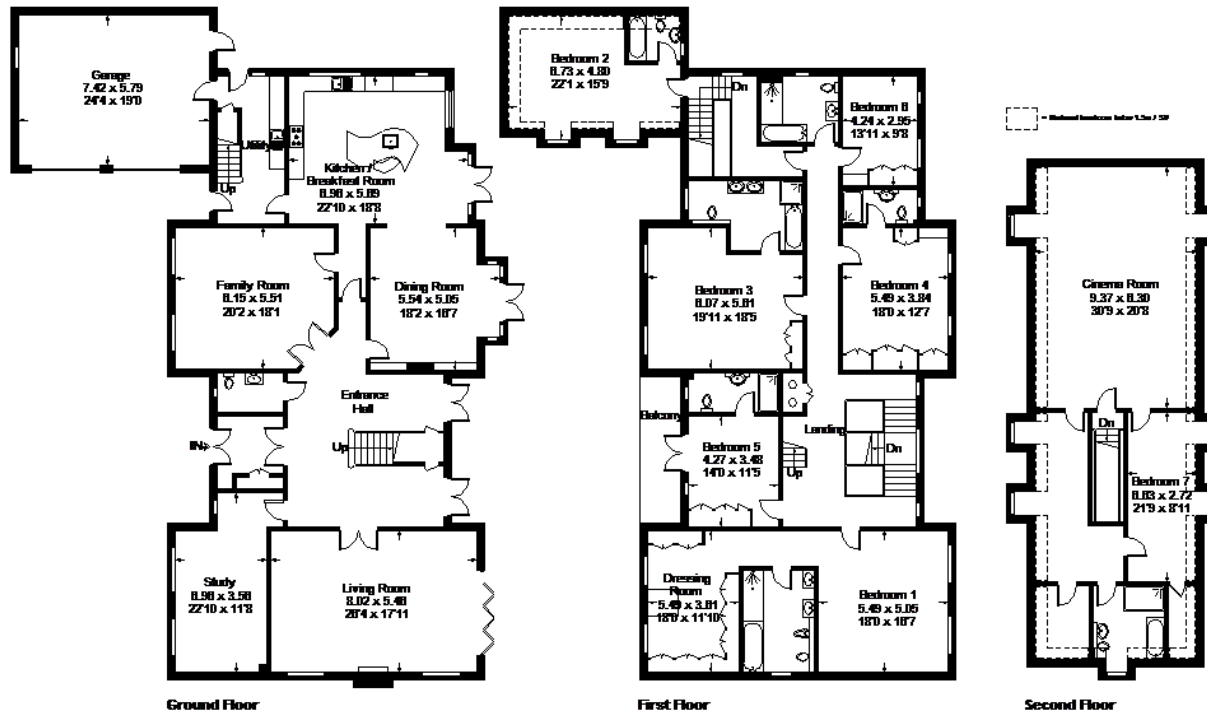 Garage
7.42 x 5.79
24'4 x 19'0
Utility
Up
Kitchen /
Breakfast Room
6.96 x 5.69
22'10 x 18'8
Family Room
6.15 x 5.51
20'2 x 18'1
Dining Room
5.54 x 5.05
18'2 x 16'7
Entrance
Hall
IN
Up
Study
6.96 x 3.56
22'10 x 11'8
Living Room
8.02 x 5.46
26'4 x 17'11
Ground Floor
Bedroom 2
6.73 x 4.80
22'1 x 15'9
Dn
Bedroom 6
4.24 x 2.95
13'11 x 9'8
Bedroom 3
6.07 x 5.61
19'11 x 18'5
Bedroom 4
5.49 x 3.84
18'0 x 12'7
Balcony
Bedroom 5
4.27 x 3.48
14'0 x 11'5
Landing
Up
Dn
Dressing
Room
5.49 x 3.61
18'0 x 11'10
Bedroom 1
5.49 x 5.05
18'0 x 16'7
First Floor
Cinema Room
9.37 x 6.30
30'9 x 20'8
Dn
Bedroom 7
6.63 x 2.72
21'9 x 8'11
Second Floor